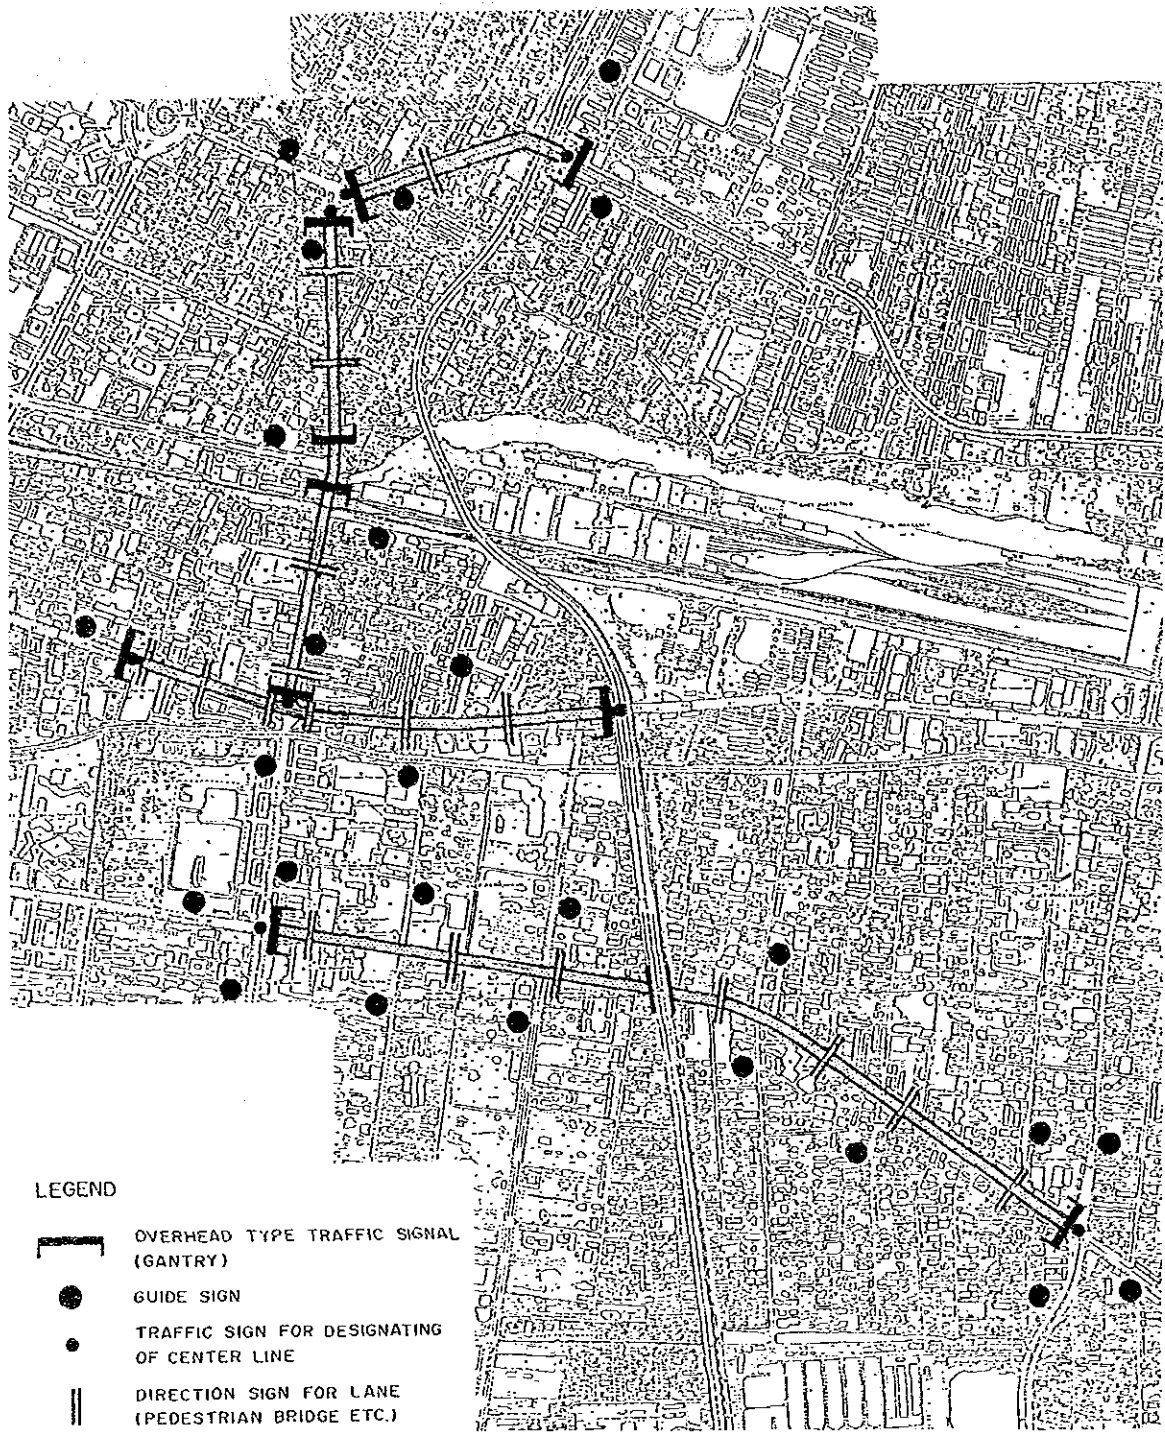 LEGEND
OVERHEAD TYPE TRAFFIC SIGNAL
(GANTRY)
GUIDE SIGN
TRAFFIC SIGN FOR DESIGNATING
OF CENTER LINE
DIRECTION SIGN FOR LANE
(PEDESTRIAN BRIDGE ETC.)